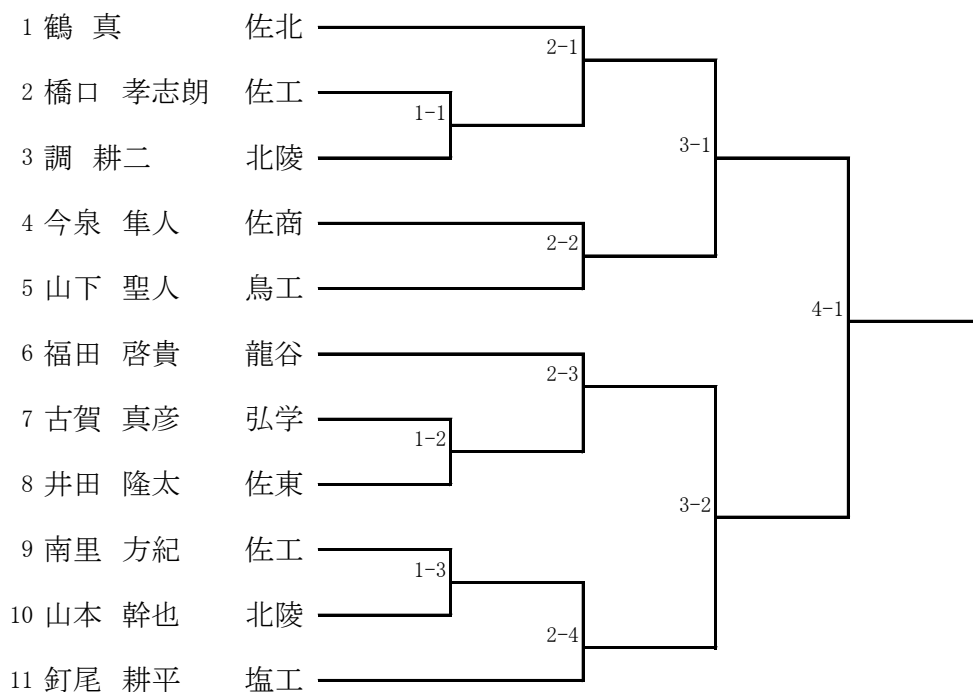 1 鶴 真 佐北
2-1
2 橋口 孝志朗 佐工
1-1
3 調 耕二 北陵
3-1
4 今泉 隼人 佐商
2-2
5 山下 聖人 鳥工
4-1
6 福田 啓貴 龍谷
2-3
7 古賀 真彦 弘学
1-2
8 井田 隆太 佐東
3-2
9 南里 方紀 佐工
1-3
10 山本 幹也 北陵
2-4
11 釘尾 耕平 塩工